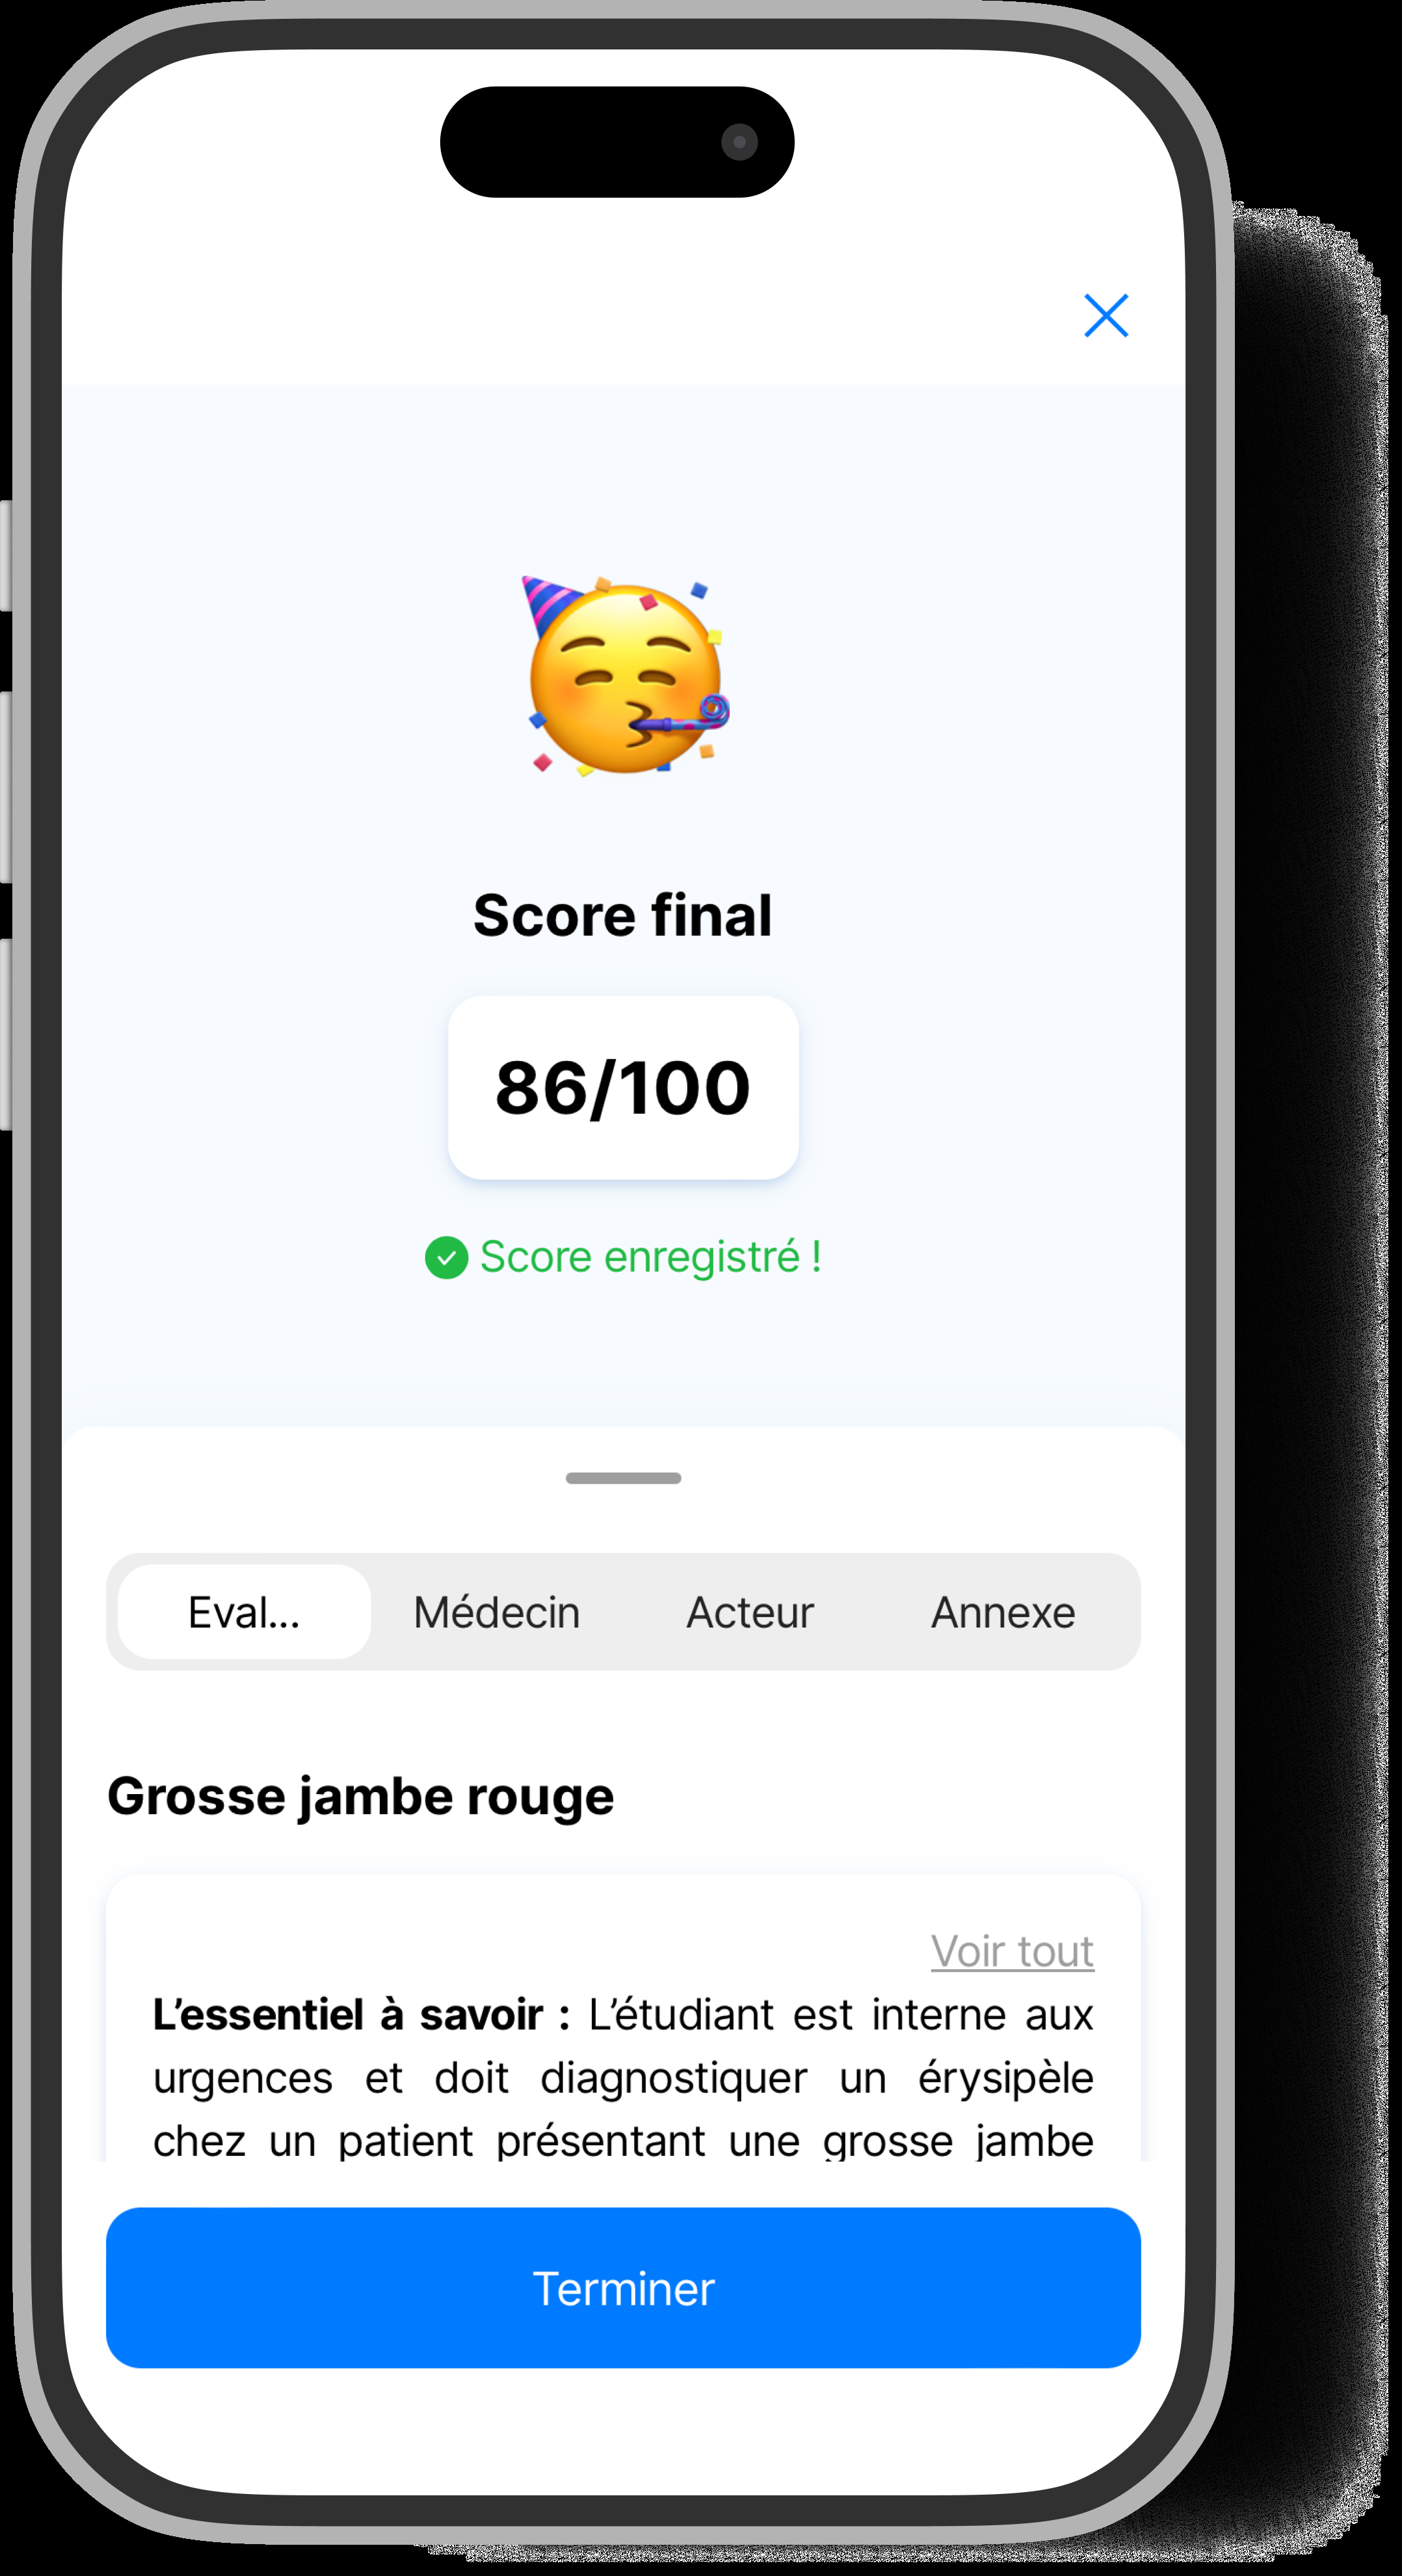 Score final
86/100
Score enregistré !
Eval...
Médecin
Acteur
Annexe
Grosse jambe rouge
Voir tout
L’essentiel à savoir : L’étudiant est interne aux
urgences et doit diagnostiquer un érysipèle
chez un patient présentant une grosse jambe
Terminer